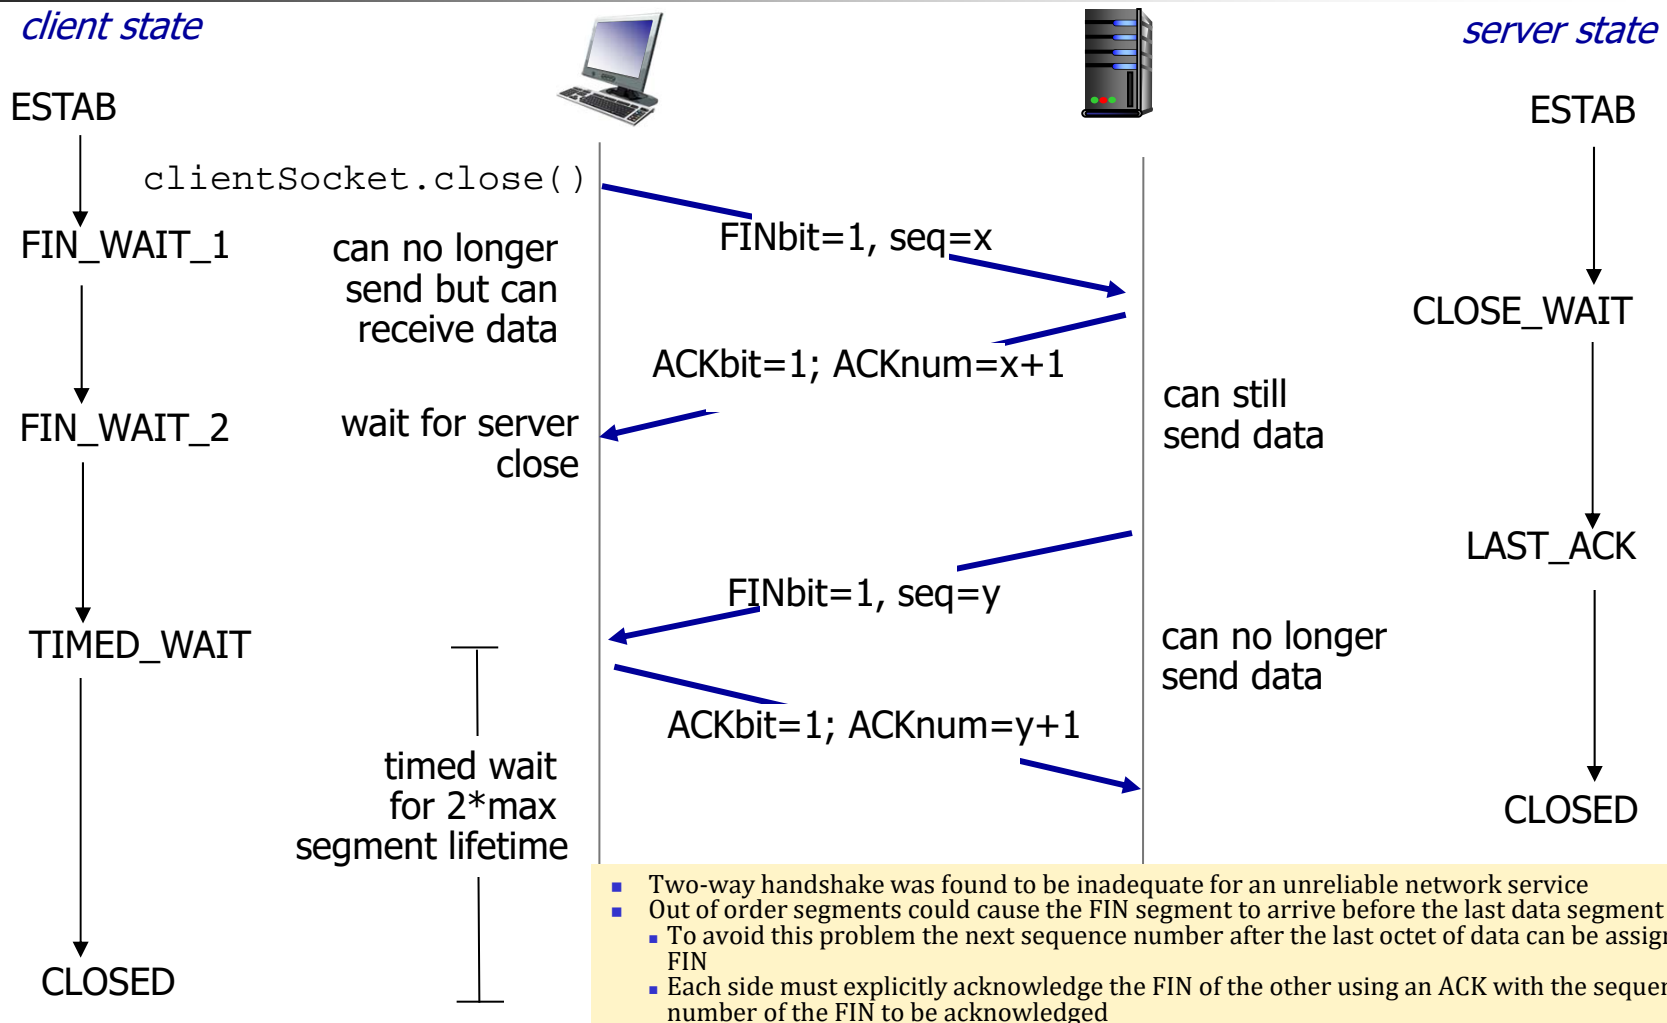 client state
server state
ESTAB
ESTAB
clientSocket.close()
FIN_WAIT_1
can no longer
send but can
receive data
FINbit=1, seq=x
CLOSE_WAIT
ACKbit=1; ACKnum=x+1
can still
send data
FIN_WAIT_2
wait for server
close
LAST_ACK
FINbit=1, seq=y
TIMED_WAIT
can no longer
send data
ACKbit=1; ACKnum=y+1
timed wait
for 2*max
segment lifetime
CLOSED
CLOSED
Two-way handshake was found to be inadequate for an unreliable network service
Out of order segments could cause the FIN segment to arrive before the last data segment
To avoid this problem the next sequence number after the last octet of data can be
FIN
Each side must explicitly acknowledge the FIN of the other using an ACK with the
number of the FIN to be acknowledged